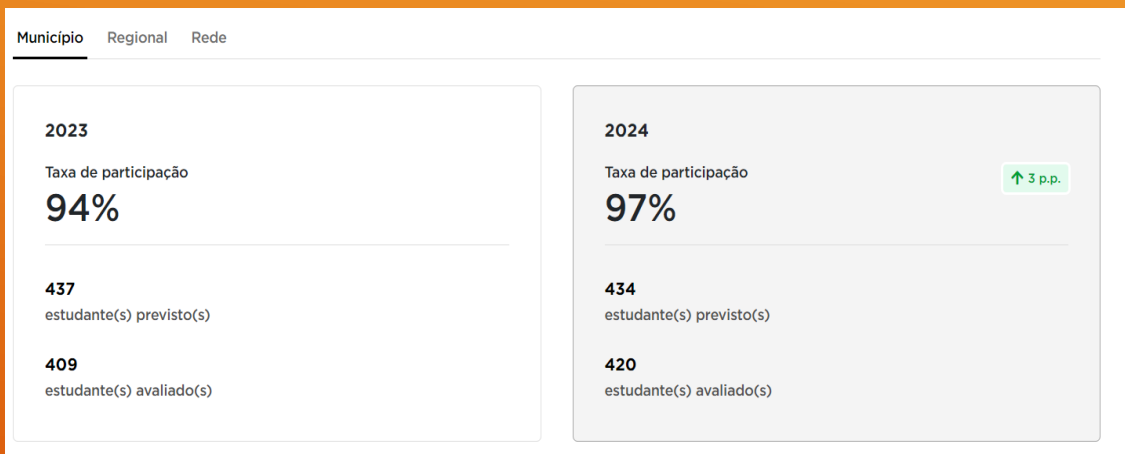 Município Regional Rede
2023
Taxa de participação
94%
437
estudante(s) previsto(s)
409
estudante(s) avaliado(s)
2024
Taxa de participação
↑ 3 p.p.
97%
434
estudante(s) previsto(s)
420
estudante(s) avaliado(s)